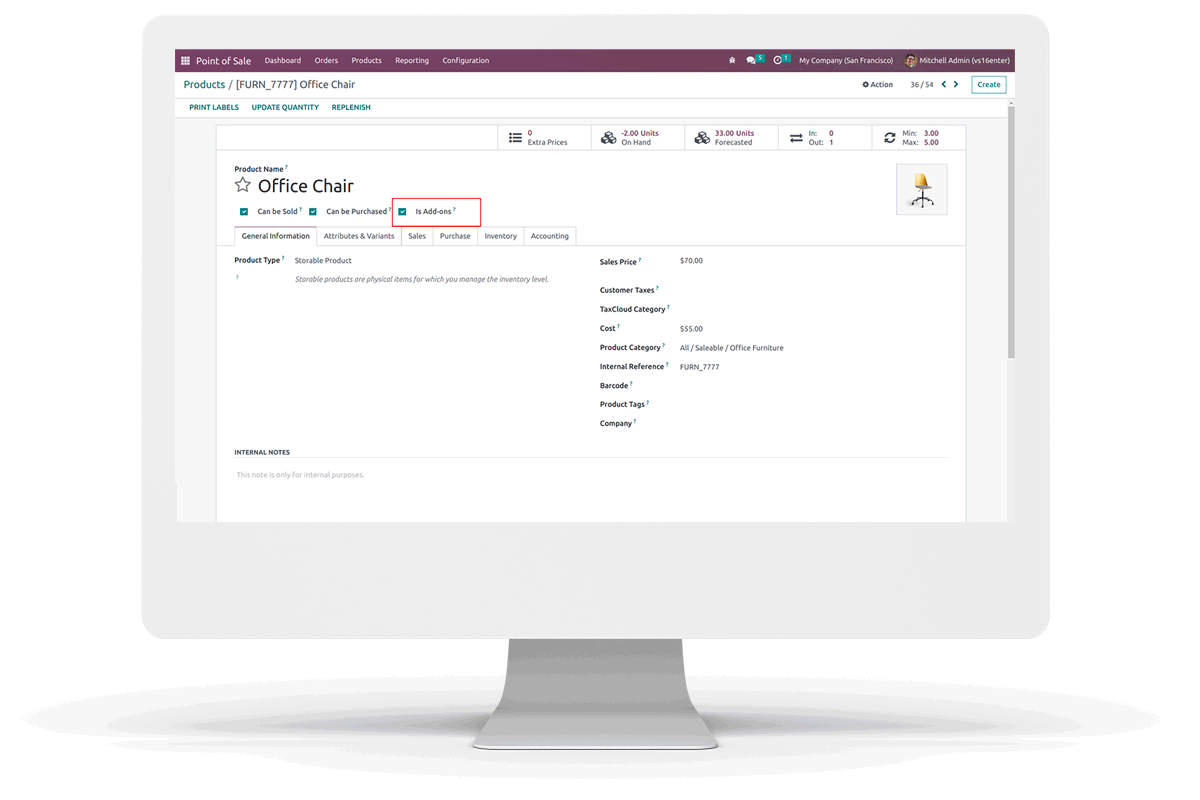 Point of Sale Dashboard Orders Products Reporting Configuration 5 1 My Company (San Francisco) Mitchell Admin (vs16enter)
Products / [FURN_7777] Office Chair Action 36 / 54 Create
PRINT LABELS UPDATE QUANTITY REPLENISH
0 Extra Prices
-2.00 Units On Hand
33.00 Units Forecasted
In: 0
Out: 1
Min: 3.00
Max: 5.00
Product Name ?
Office Chair
Can be Sold ? Can be Purchased ? Is Add-ons ?
General Information Attributes & Variants Sales Purchase Inventory Accounting
Product Type ? Storable Product
? Storable products are physical items for which you manage the inventory level.
Sales Price ? $70.00
Customer Taxes ?
TaxCloud Category ?
Cost ? $55.00
Product Category ? All / Saleable / Office Furniture
Internal Reference ? FURN_7777
Barcode ?
Product Tags ?
Company ?
INTERNAL NOTES
This note is only for internal purposes.